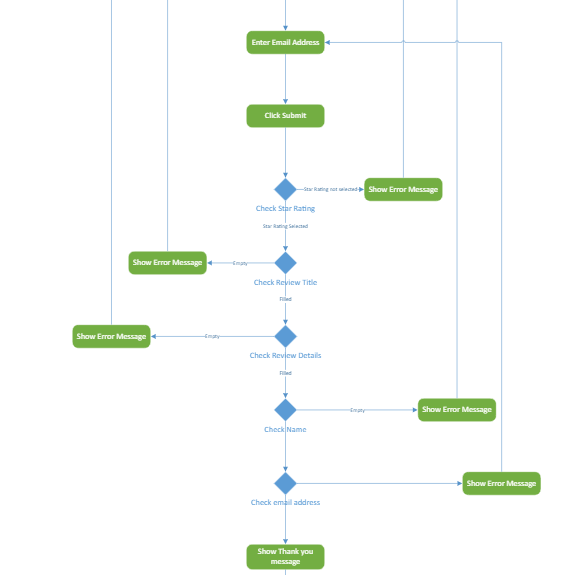 Enter Email Address
Click Submit
Star Rating not selected
Show Error Message
Check Star Rating
Star Rating Selected
Show Error Message
Empty
Check Review Title
Filled
Show Error Message
Empty
Check Review Details
Filled
Empty
Show Error Message
Check Name
Show Error Message
Check email address
Show Thank you
message